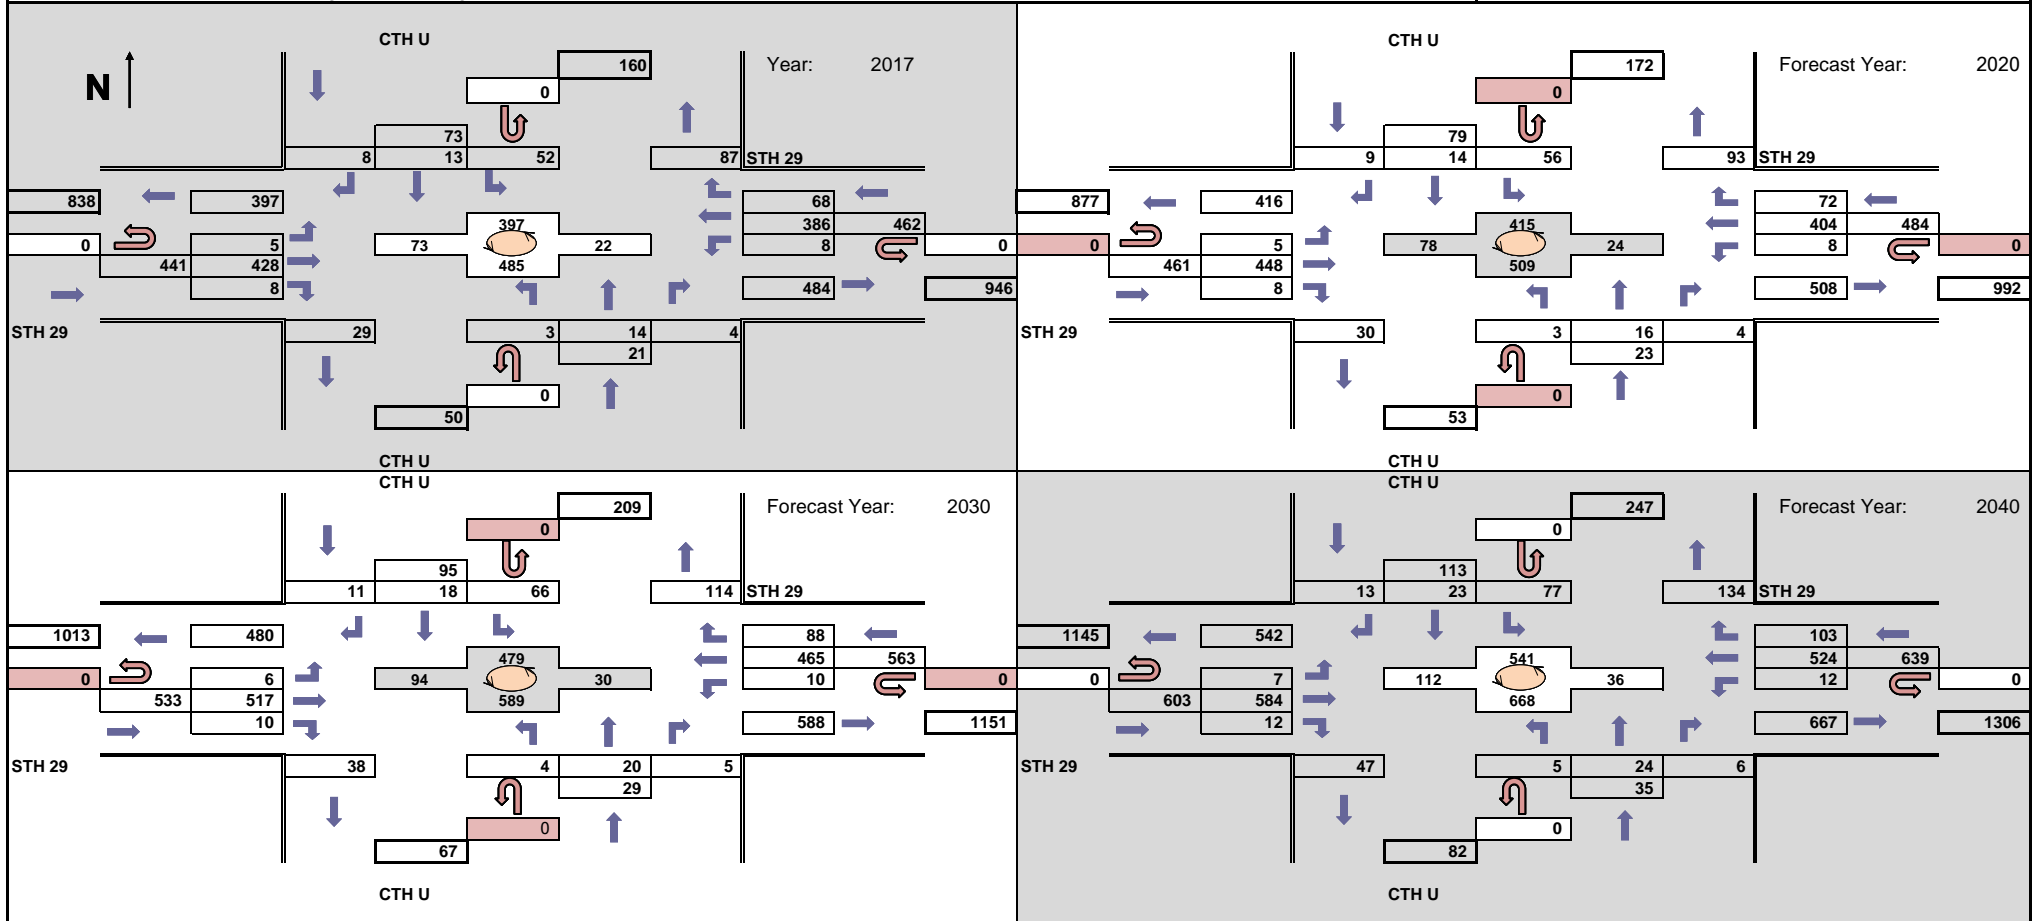 CTH U
N
160
Year: 2017
0
73
8 13 52 87 STH 29
838 397 68
397 386 462
0 5 73 22 8 0
441 428 485
8 484 946
STH 29 29 3 14 4
21
0
50
CTH U
CTH U
172
Forecast Year: 2020
0
79
9 14 56 93 STH 29
877 416 72
415 404 484
0 5 78 24 8 0
461 448 509
8 508 992
STH 29 30 3 16 4
23
0
53
CTH U
CTH U
209
Forecast Year: 2030
0
95
11 18 66 114 STH 29
1013 480 88
479 465 563
0 6 94 30 10 0
533 517 589
10 588 1151
STH 29 38 4 20 5
29
0
67
CTH U
CTH U
247
Forecast Year: 2040
0
113
13 23 77 134 STH 29
1145 542 103
541 524 639
0 7 112 36 12 0
603 584 668
12 667 1306
STH 29 47 5 24 6
35
0
82
CTH U